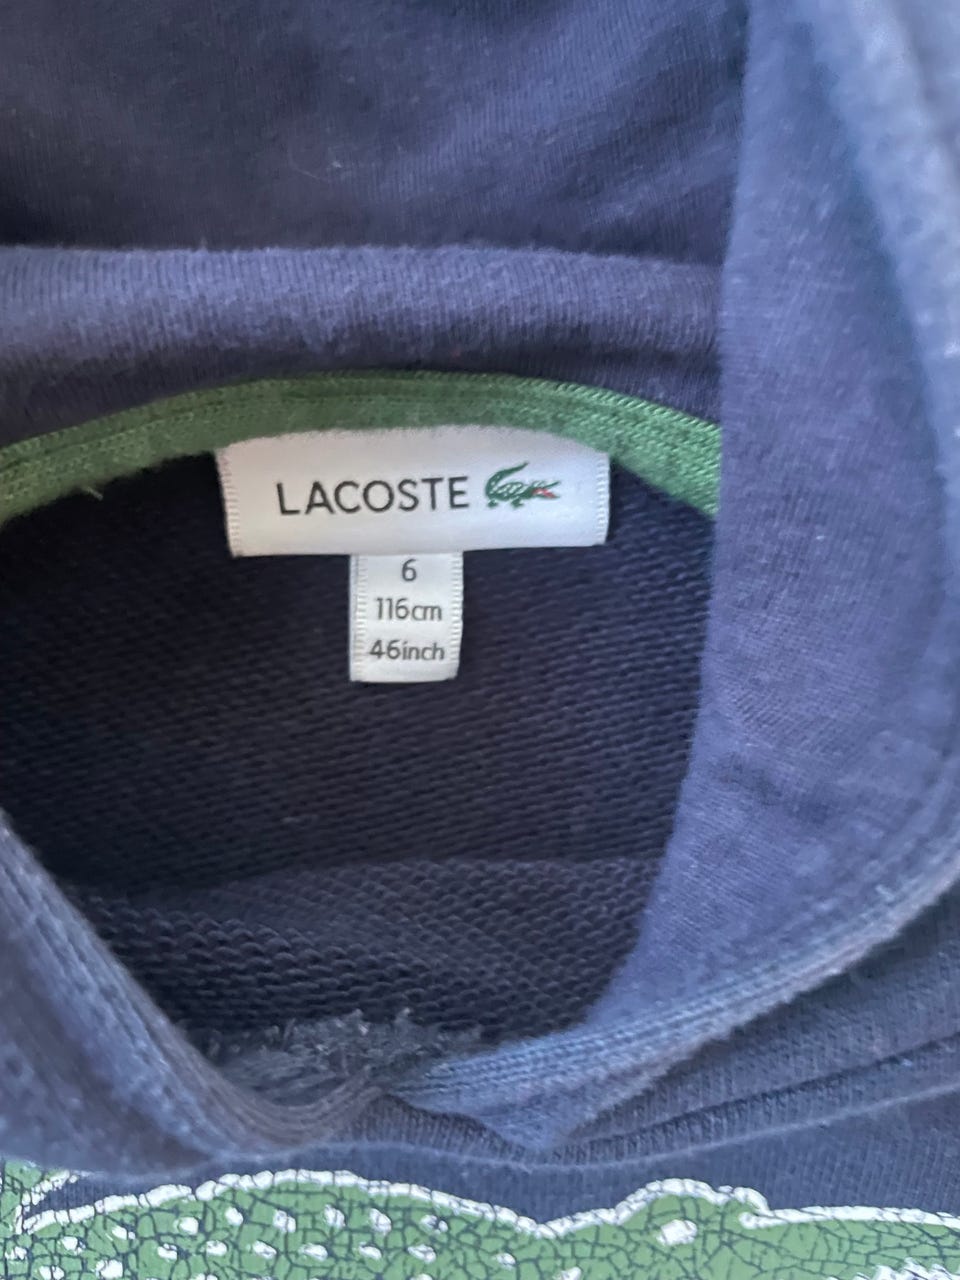 LACOSTE
6
116cm
46inch